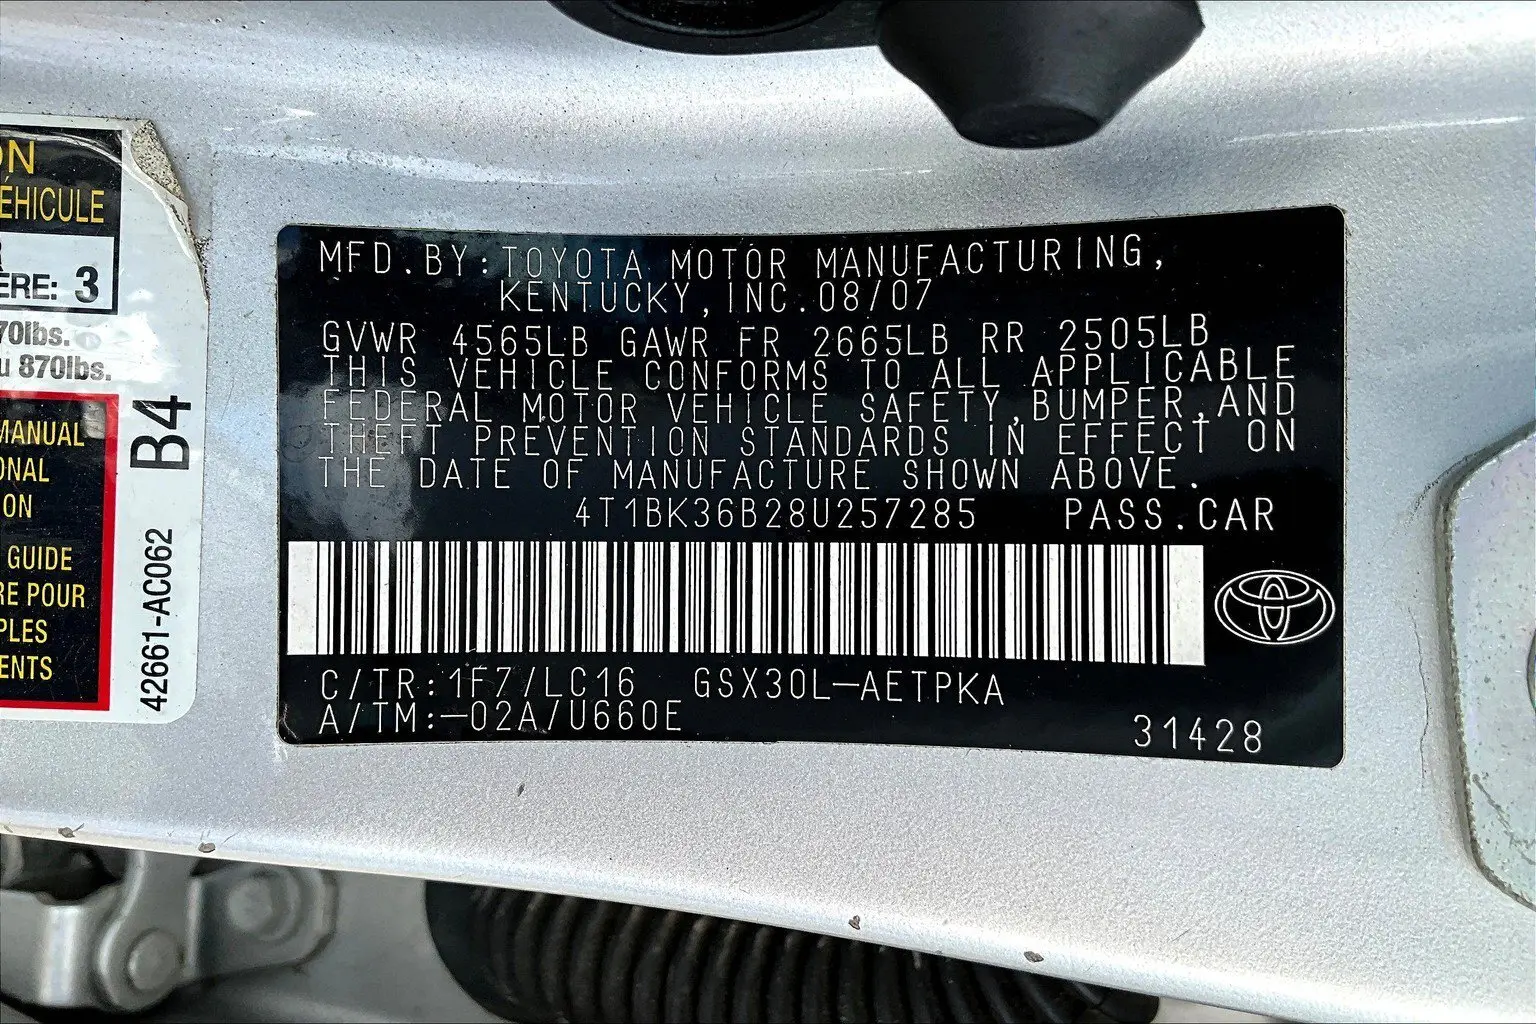 ON
ÉHICULE
R
ERE: 3
70lbs.
u 870lbs.
MANUAL
ONAL
ON
GUIDE
RE POUR
PLES
ENTS
B4
42661-AC062
MFD.BY:TOYOTA MOTOR MANUFACTURING,
KENTUCKY,INC.08/07
GVWR 4565LB GAWR FR 2665LB RR 2505LB
THIS VEHICLE CONFORMS TO ALL APPLICABLE
FEDERAL MOTOR VEHICLE SAFETY,BUMPER,AND
THEFT PREVENTION STANDARDS IN EFFECT ON
THE DATE OF MANUFACTURE SHOWN ABOVE.
4T1BK36B28U257285 PASS.CAR
C/TR:1F7/LC16 GSX30L-AETPKA
A/TM:-02A/U660E
31428